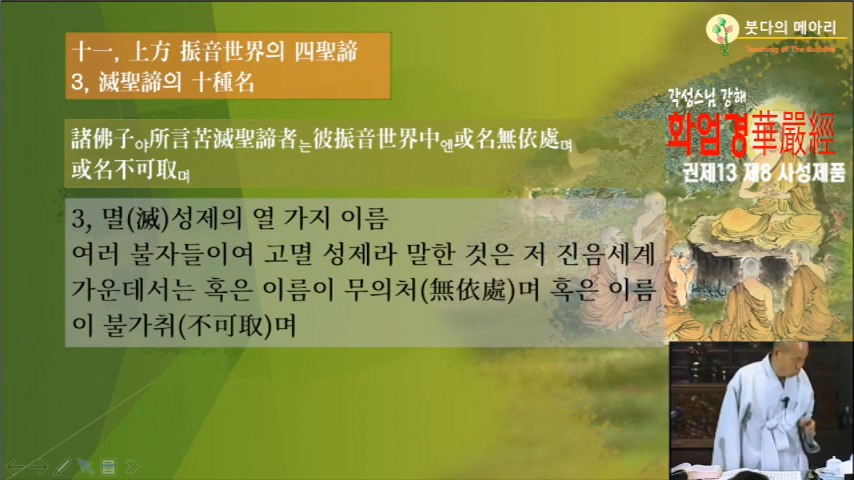 十一, 上方 振音世界의 四聖諦
3, 滅聖諦의 十種名
諸佛子야所言苦滅聖諦者는彼振音世界中엔或名無依處며
或名不可取며
3, 멸(滅)성제의 열 가지 이름
여러 불자들이여 고멸 성제라 말한 것은 저 진음세계
가운데서는 혹은 이름이 무의처(無依處)며 혹은 이름
이 불가취(不可取)며
붓다의 메아리
Teaching of The Buddha
각성스님 강해
화엄경華嚴經
권제13 제8 사성제품